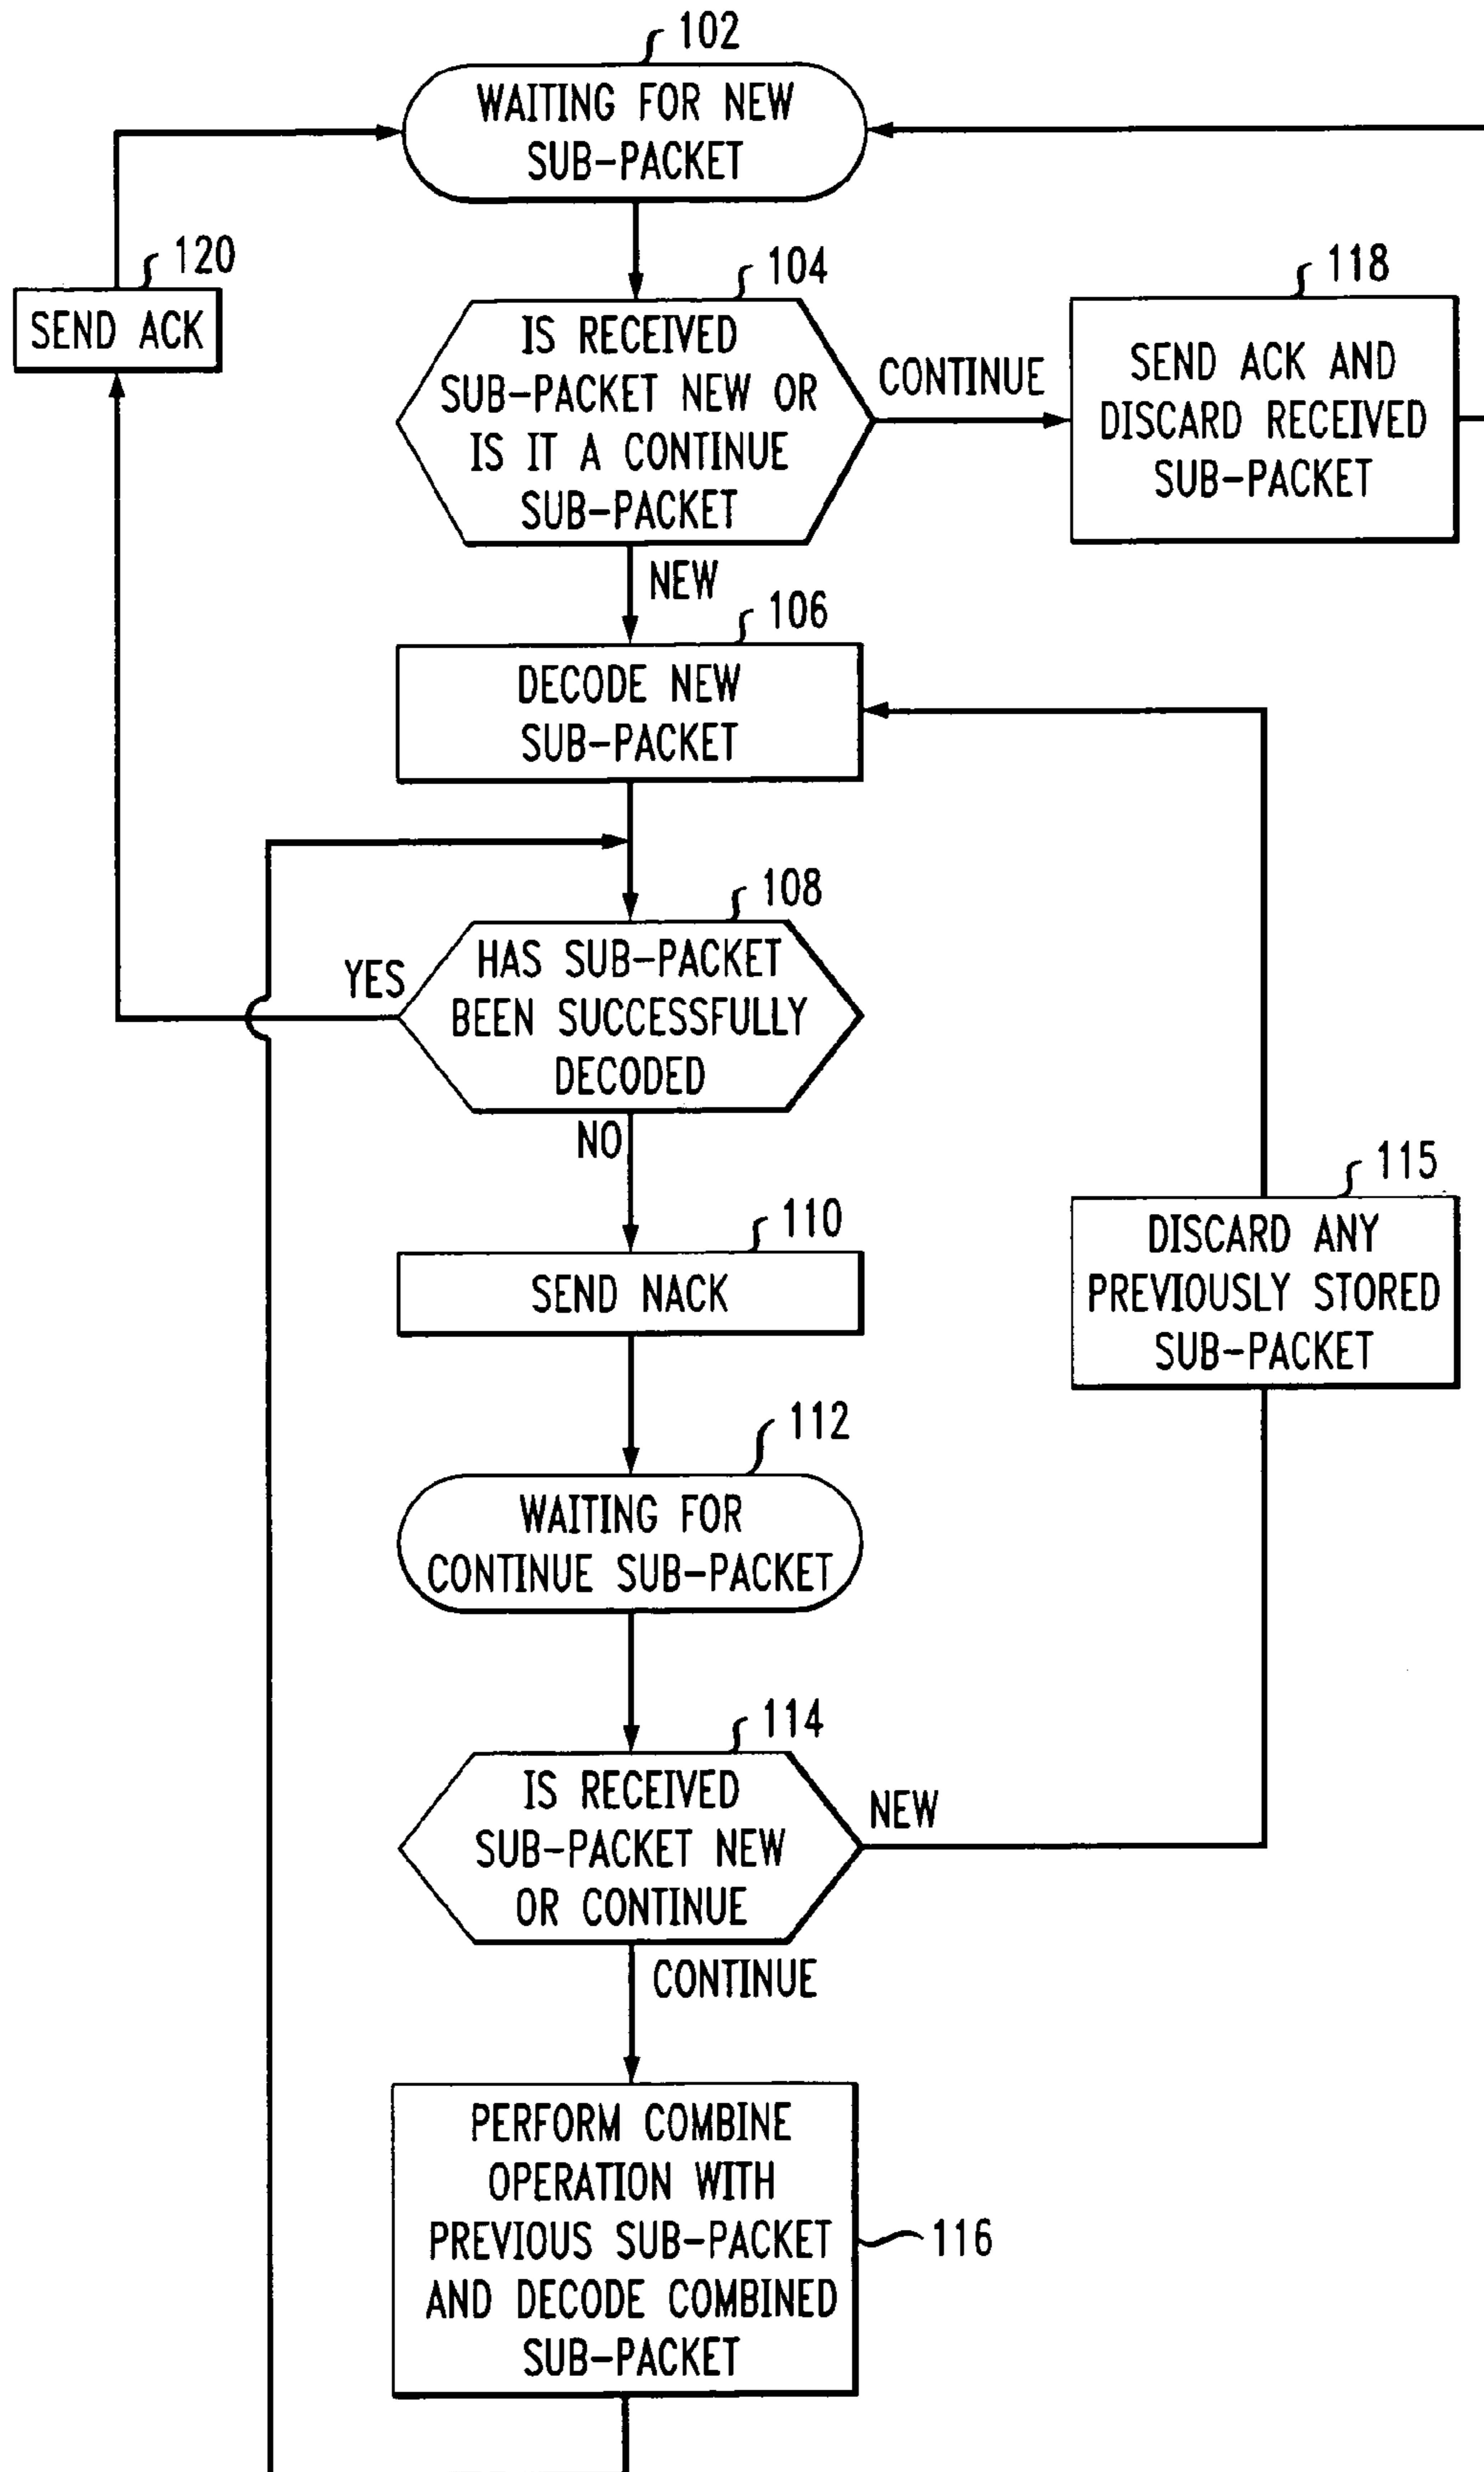 102
WAITING FOR NEW
SUB-PACKET
120
SEND ACK
104
IS RECEIVED
SUB-PACKET NEW OR
IS IT A CONTINUE
SUB-PACKET
CONTINUE
118
SEND ACK AND
DISCARD RECEIVED
SUB-PACKET
NEW
106
DECODE NEW
SUB-PACKET
108
HAS SUB-PACKET
BEEN SUCCESSFULLY
DECODED
YES
NO
110
SEND NACK
115
DISCARD ANY
PREVIOUSLY STORED
SUB-PACKET
112
WAITING FOR
CONTINUE SUB-PACKET
114
IS RECEIVED
SUB-PACKET NEW
OR CONTINUE
NEW
CONTINUE
PERFORM COMBINE
OPERATION WITH
PREVIOUS SUB-PACKET
AND DECODE COMBINED
SUB-PACKET
116